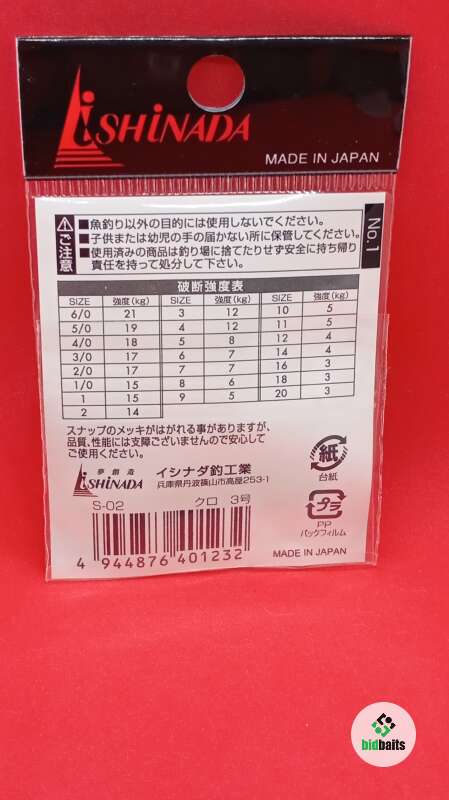 iSHiNADA
MADE IN JAPAN
ご注意
■魚釣り以外の目的には使用しないでください。
■子供または幼児の手の届かない所に保管してください。
■使用済みの商品は釣り場に捨てたりせず安全に持ち帰り
責任を持って処分して下さい。
No.1
破断強度表
SIZE 強度(kg) SIZE 強度(kg) SIZE 強度(kg)
6/0 21 3 12 10 5
5/0 19 4 12 11 5
4/0 18 5 8 12 4
3/0 17 6 7 14 4
2/0 17 7 7 16 3
1/0 15 8 6 18 3
1 15 9 5 20 3
2 14
スナップのメッキがはがれる事がありますが、
品質、性能には支障ございませんので安心して
ご使用ください。
夢創造
iSHiNADA
イシナダ釣工業
兵庫県丹波篠山市高屋253-1
紙
台紙
S-02 クロ 3号
4 944876 401232
プラ
PP
パックフィルム
MADE IN JAPAN
bidbaits